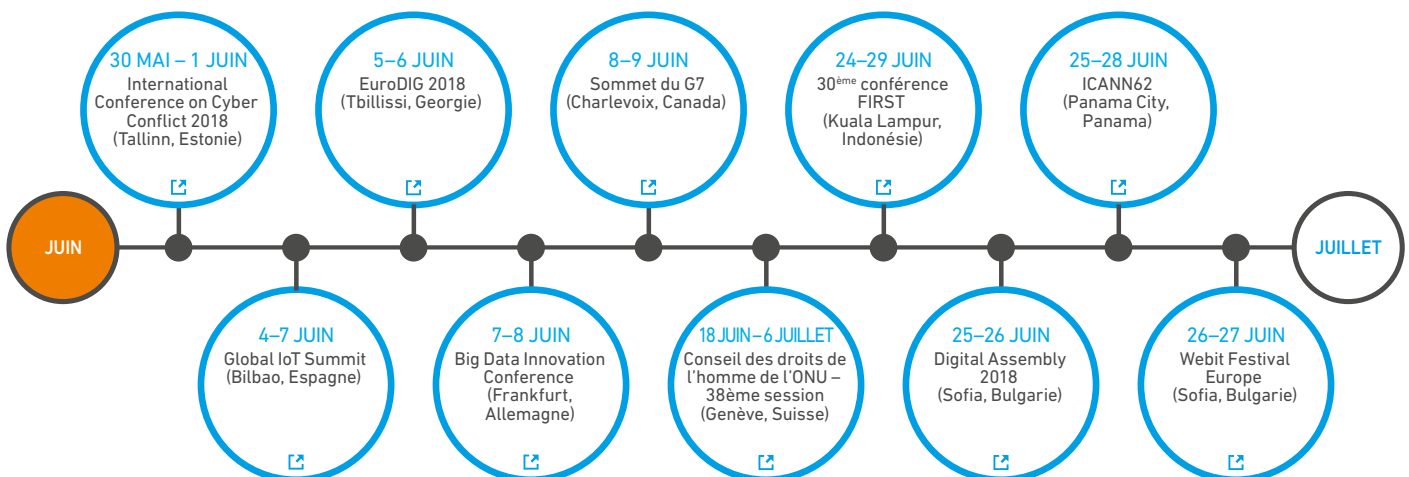 JUIN
30 MAI – 1 JUIN
International
Conference on Cyber
Conflict 2018
(Tallinn, Estonie)
4–7 JUIN
Global IoT Summit
(Bilbao, Espagne)
5–6 JUIN
EuroDIG 2018
(Tbillissi, Georgie)
7–8 JUIN
Big Data Innovation
Conference
(Frankfurt,
Allemagne)
8–9 JUIN
Sommet du G7
(Charlevoix, Canada)
18 JUIN – 6 JUILLET
Conseil des droits de
l’homme de l’ONU –
38ème session
(Genève, Suisse)
24–29 JUIN
30ème conférence
FIRST
(Kuala Lampur,
Indonésie)
25–26 JUIN
Digital Assembly
2018
(Sofia, Bulgarie)
25–28 JUIN
ICANN62
(Panama City,
Panama)
26–27 JUIN
Webit Festival
Europe
(Sofia, Bulgarie)
JUILLET